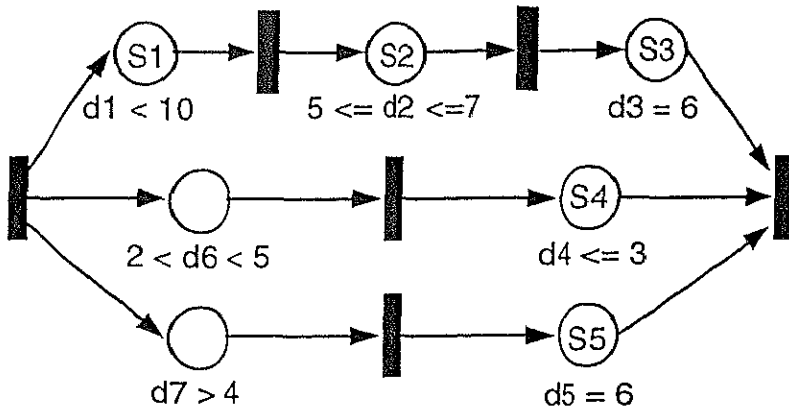 S1 S2 S3
d1 < 10 5 <= d2 <=7 d3 = 6
S4
2 < d6 < 5 d4 <= 3
S5
d7 > 4 d5 = 6